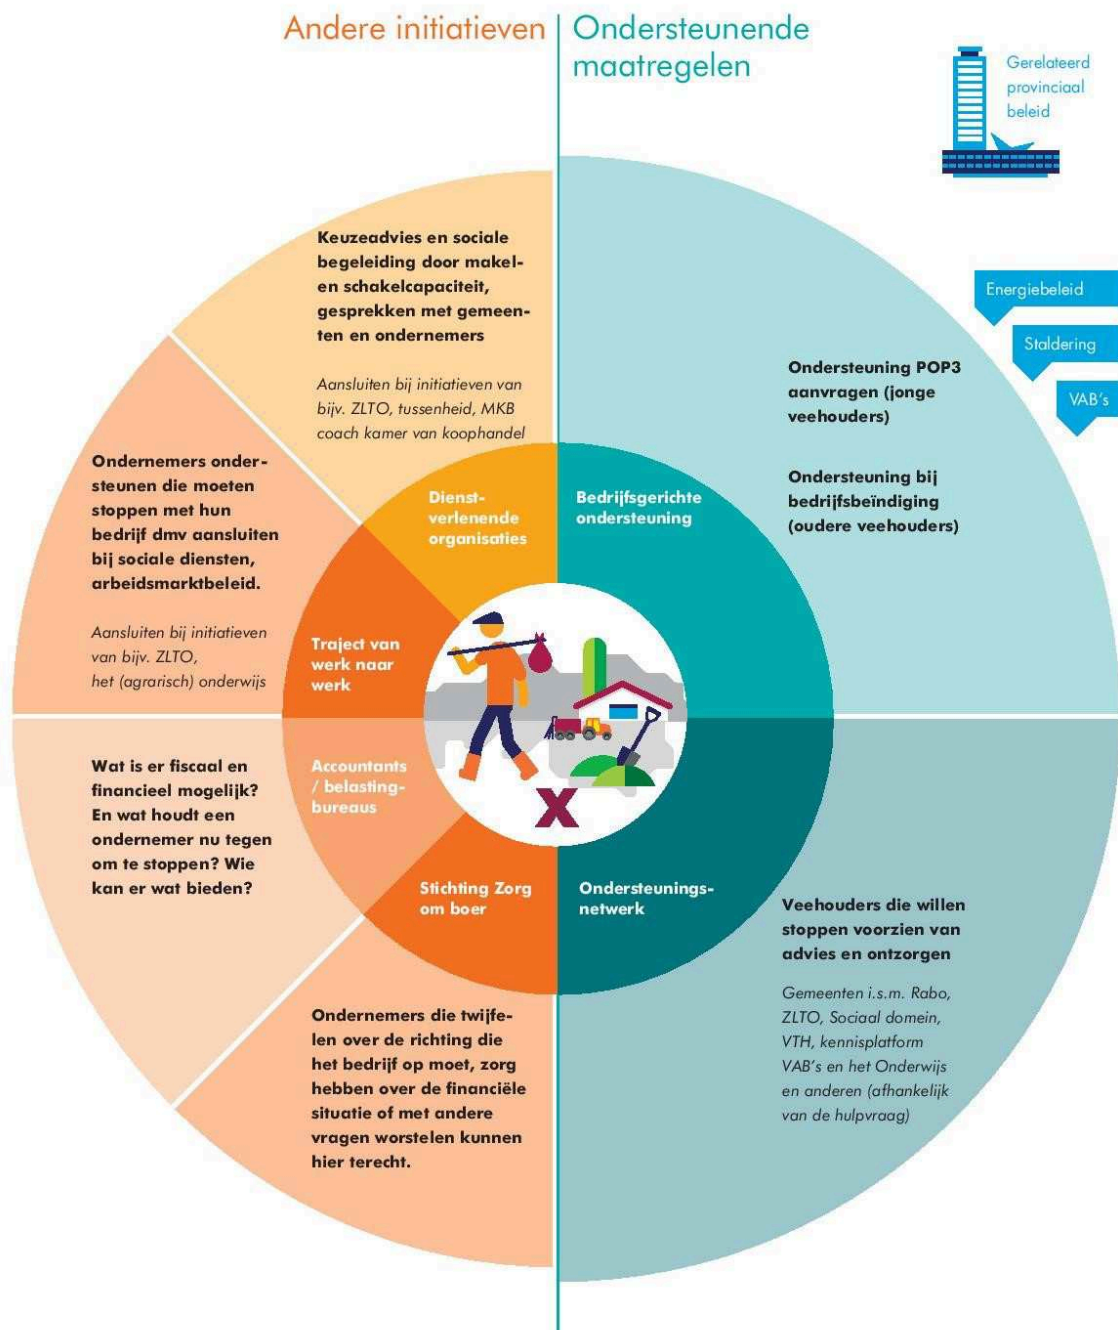 Andere initiatieven
Ondersteunende
maatregelen
Gerelateerd
provinciaal
beleid
Energiebeleid
Staldering
VAB's
Keuzeadvies en sociale
begeleiding door makel-
en schakelcapaciteit,
gesprekken met gemeen-
ten en ondernemers
Aansluiten bij initiatieven van
bijv. ZLTO, tussenheid, MKB
coach kamer van koophandel
Dienst-
verlenende
organisaties
Bedrijfsgerichte
ondersteuning
Ondersteuning POP3
aanvragen (jonge
veehouders)
Ondersteuning bij
bedrijfsbeïndiging
(oudere veehouders)
Ondernemers onder-
steunen die moeten
stoppen met hun
bedrijf dmv aansluiten
bij sociale diensten,
arbeidsmarktbeleid.
Aansluiten bij initiatieven
van bijv. ZLTO,
het (agrarisch) onderwijs
Traject van
werk naar
werk
Wat is er fiscaal en
financieel mogelijk?
En wat houdt een
ondernemer nu tegen
om te stoppen? Wie
kan er wat bieden?
Accountants
/ belasting-
bureaus
Stichting Zorg
om boer
Ondersteunings-
netwerk
Ondernemers die twijfe-
len over de richting die
het bedrijf op moet, zorg
hebben over de financiële
situatie of met andere
vragen worstelen kunnen
hier terecht.
Veehouders die willen
stoppen voorzien van
advies en ontzorgen
Gemeenten i.s.m. Rabo,
ZLTO, Sociaal domein,
VTH, kennisplatform
VAB's en het Onderwijs
en anderen (afhankelijk
van de hulpvraag)